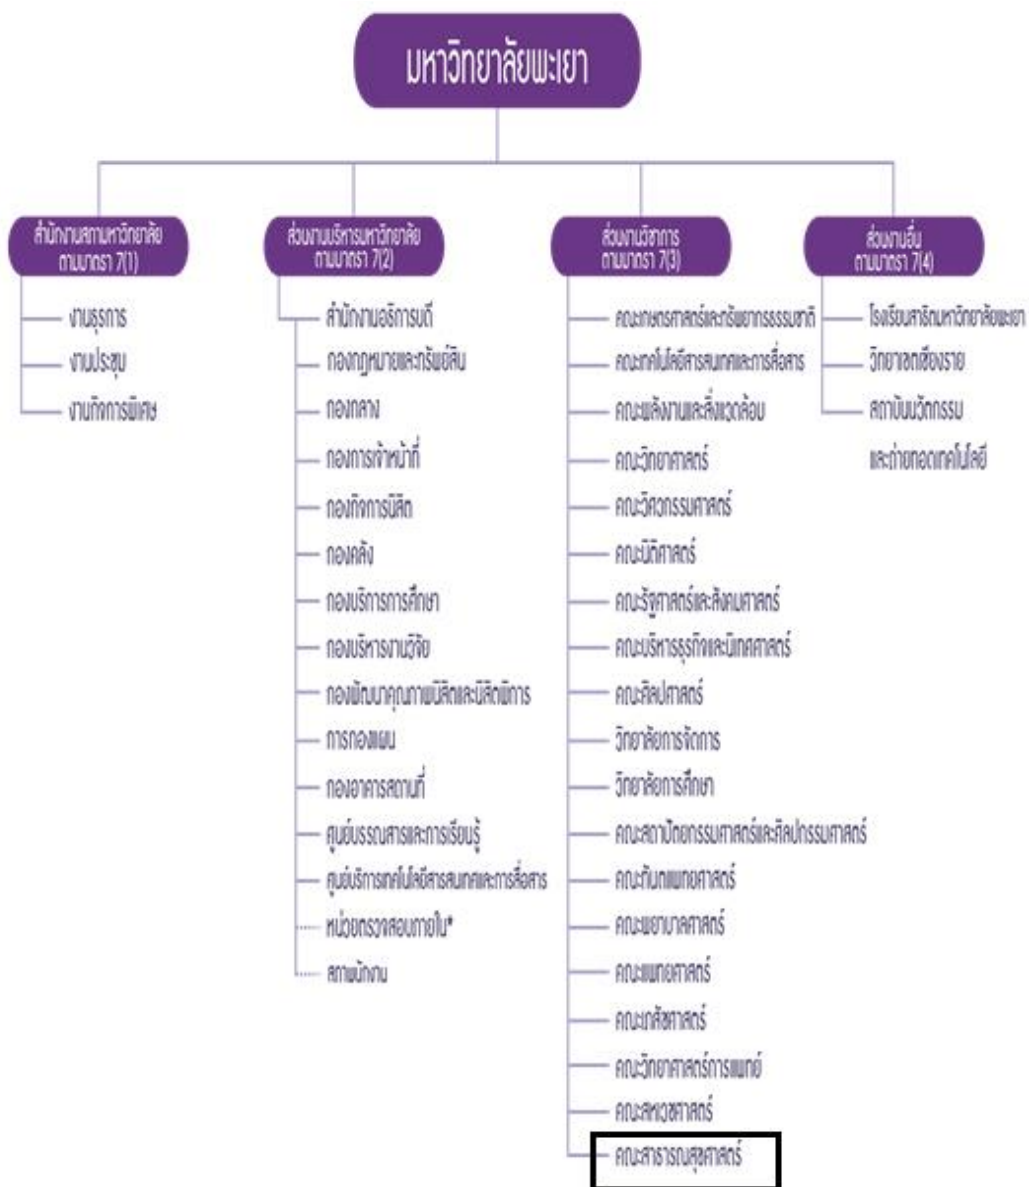 มหาวิทยาลัยพะเยา
สำนักงานสภามหาวิทยาลัย
ตามมาตรา 7(1)
งานธุรการ
งานประชุม
งานกิจการพิเศษ
ส่วนงานบริหารมหาวิทยาลัย
ตามมาตรา 7(2)
สำนักงานอธิการบดี
กองกฎหมายและทรัพย์สิน
กองกลาง
กองการเจ้าหน้าที่
กองกิจการนิสิต
กองคลัง
กองบริการการศึกษา
กองบริหารงานวิจัย
กองพัฒนาคุณภาพนิสิตและนิสิตพิการ
การกองแผน
กองอาคารสถานที่
ศูนย์บรรณสารและการเรียนรู้
ศูนย์บริการเทคโนโลยีสารสนเทศและการสื่อสาร
หน่วยตรวจสอบภายใน*
สภาพนักงาน
ส่วนงานวิชาการ
ตามมาตรา 7(3)
คณะเกษตรศาสตร์และทรัพยากรธรรมชาติ
คณะเทคโนโลยีสารสนเทศและการสื่อสาร
คณะพลังงานและสิ่งแวดล้อม
คณะวิทยาศาสตร์
คณะวิศวกรรมศาสตร์
คณะนิติศาสตร์
คณะรัฐศาสตร์และสังคมศาสตร์
คณะบริหารธุรกิจและนิเทศศาสตร์
คณะศิลปศาสตร์
วิทยาลัยการจัดการ
วิทยาลัยการศึกษา
คณะสถาปัตยกรรมศาสตร์และศิลปกรรมศาสตร์
คณะทันตแพทยศาสตร์
คณะพยาบาลศาสตร์
คณะแพทยศาสตร์
คณะเภสัชศาสตร์
คณะวิทยาศาสตร์การแพทย์
คณะสหเวชศาสตร์
คณะสาธารณสุขศาสตร์
ส่วนงานอื่น
ตามมาตรา 7(4)
โรงเรียนสาธิตมหาวิทยาลัยพะเยา
วิทยาเขตเชียงราย
สถาบันนวัตกรรม
และถ่ายทอดเทคโนโลยี